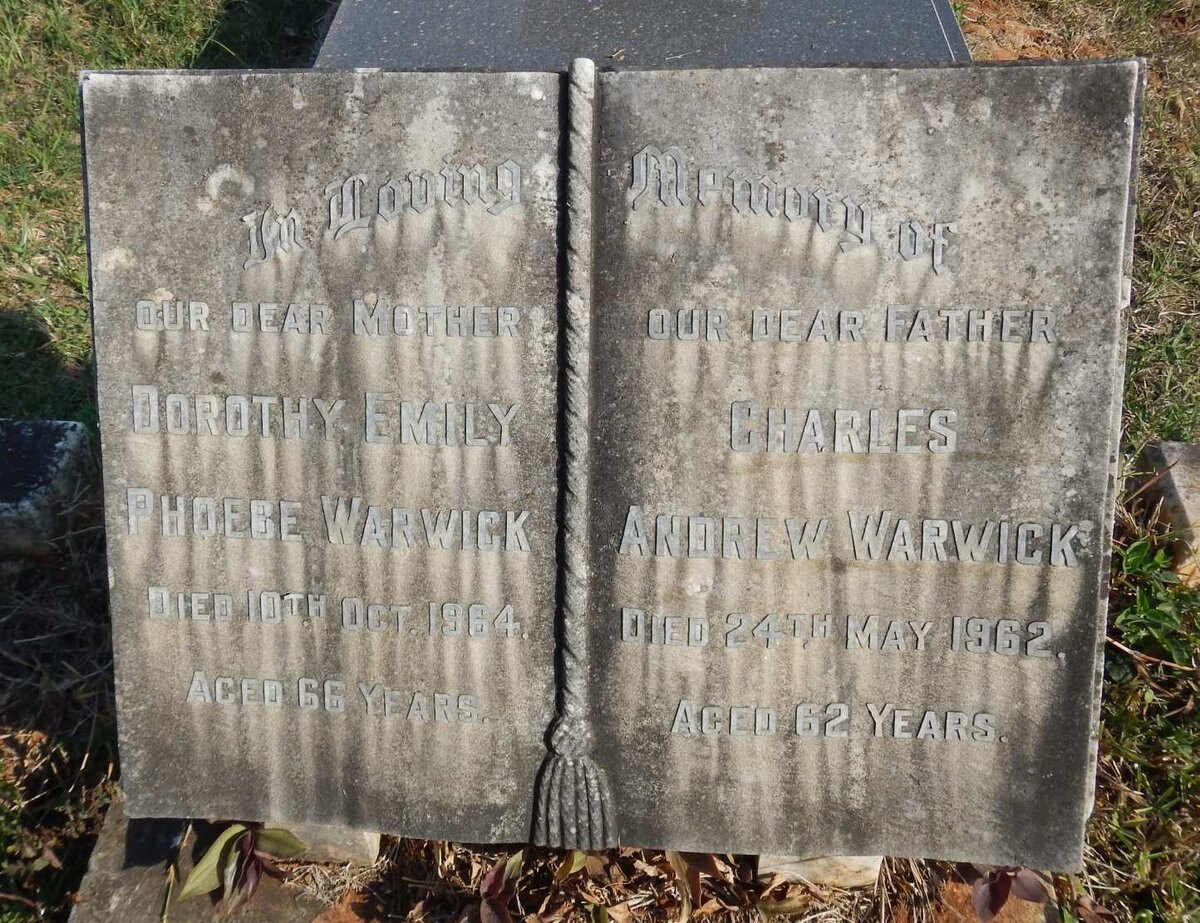 In Loving Memory of
OUR DEAR MOTHER
DOROTHY EMILY
PHOEBE WARWICK
DIED 10TH OCT. 1964.
AGED 66 YEARS.
OUR DEAR FATHER
CHARLES
ANDREW WARWICK
DIED 24TH MAY 1962.
AGED 62 YEARS.